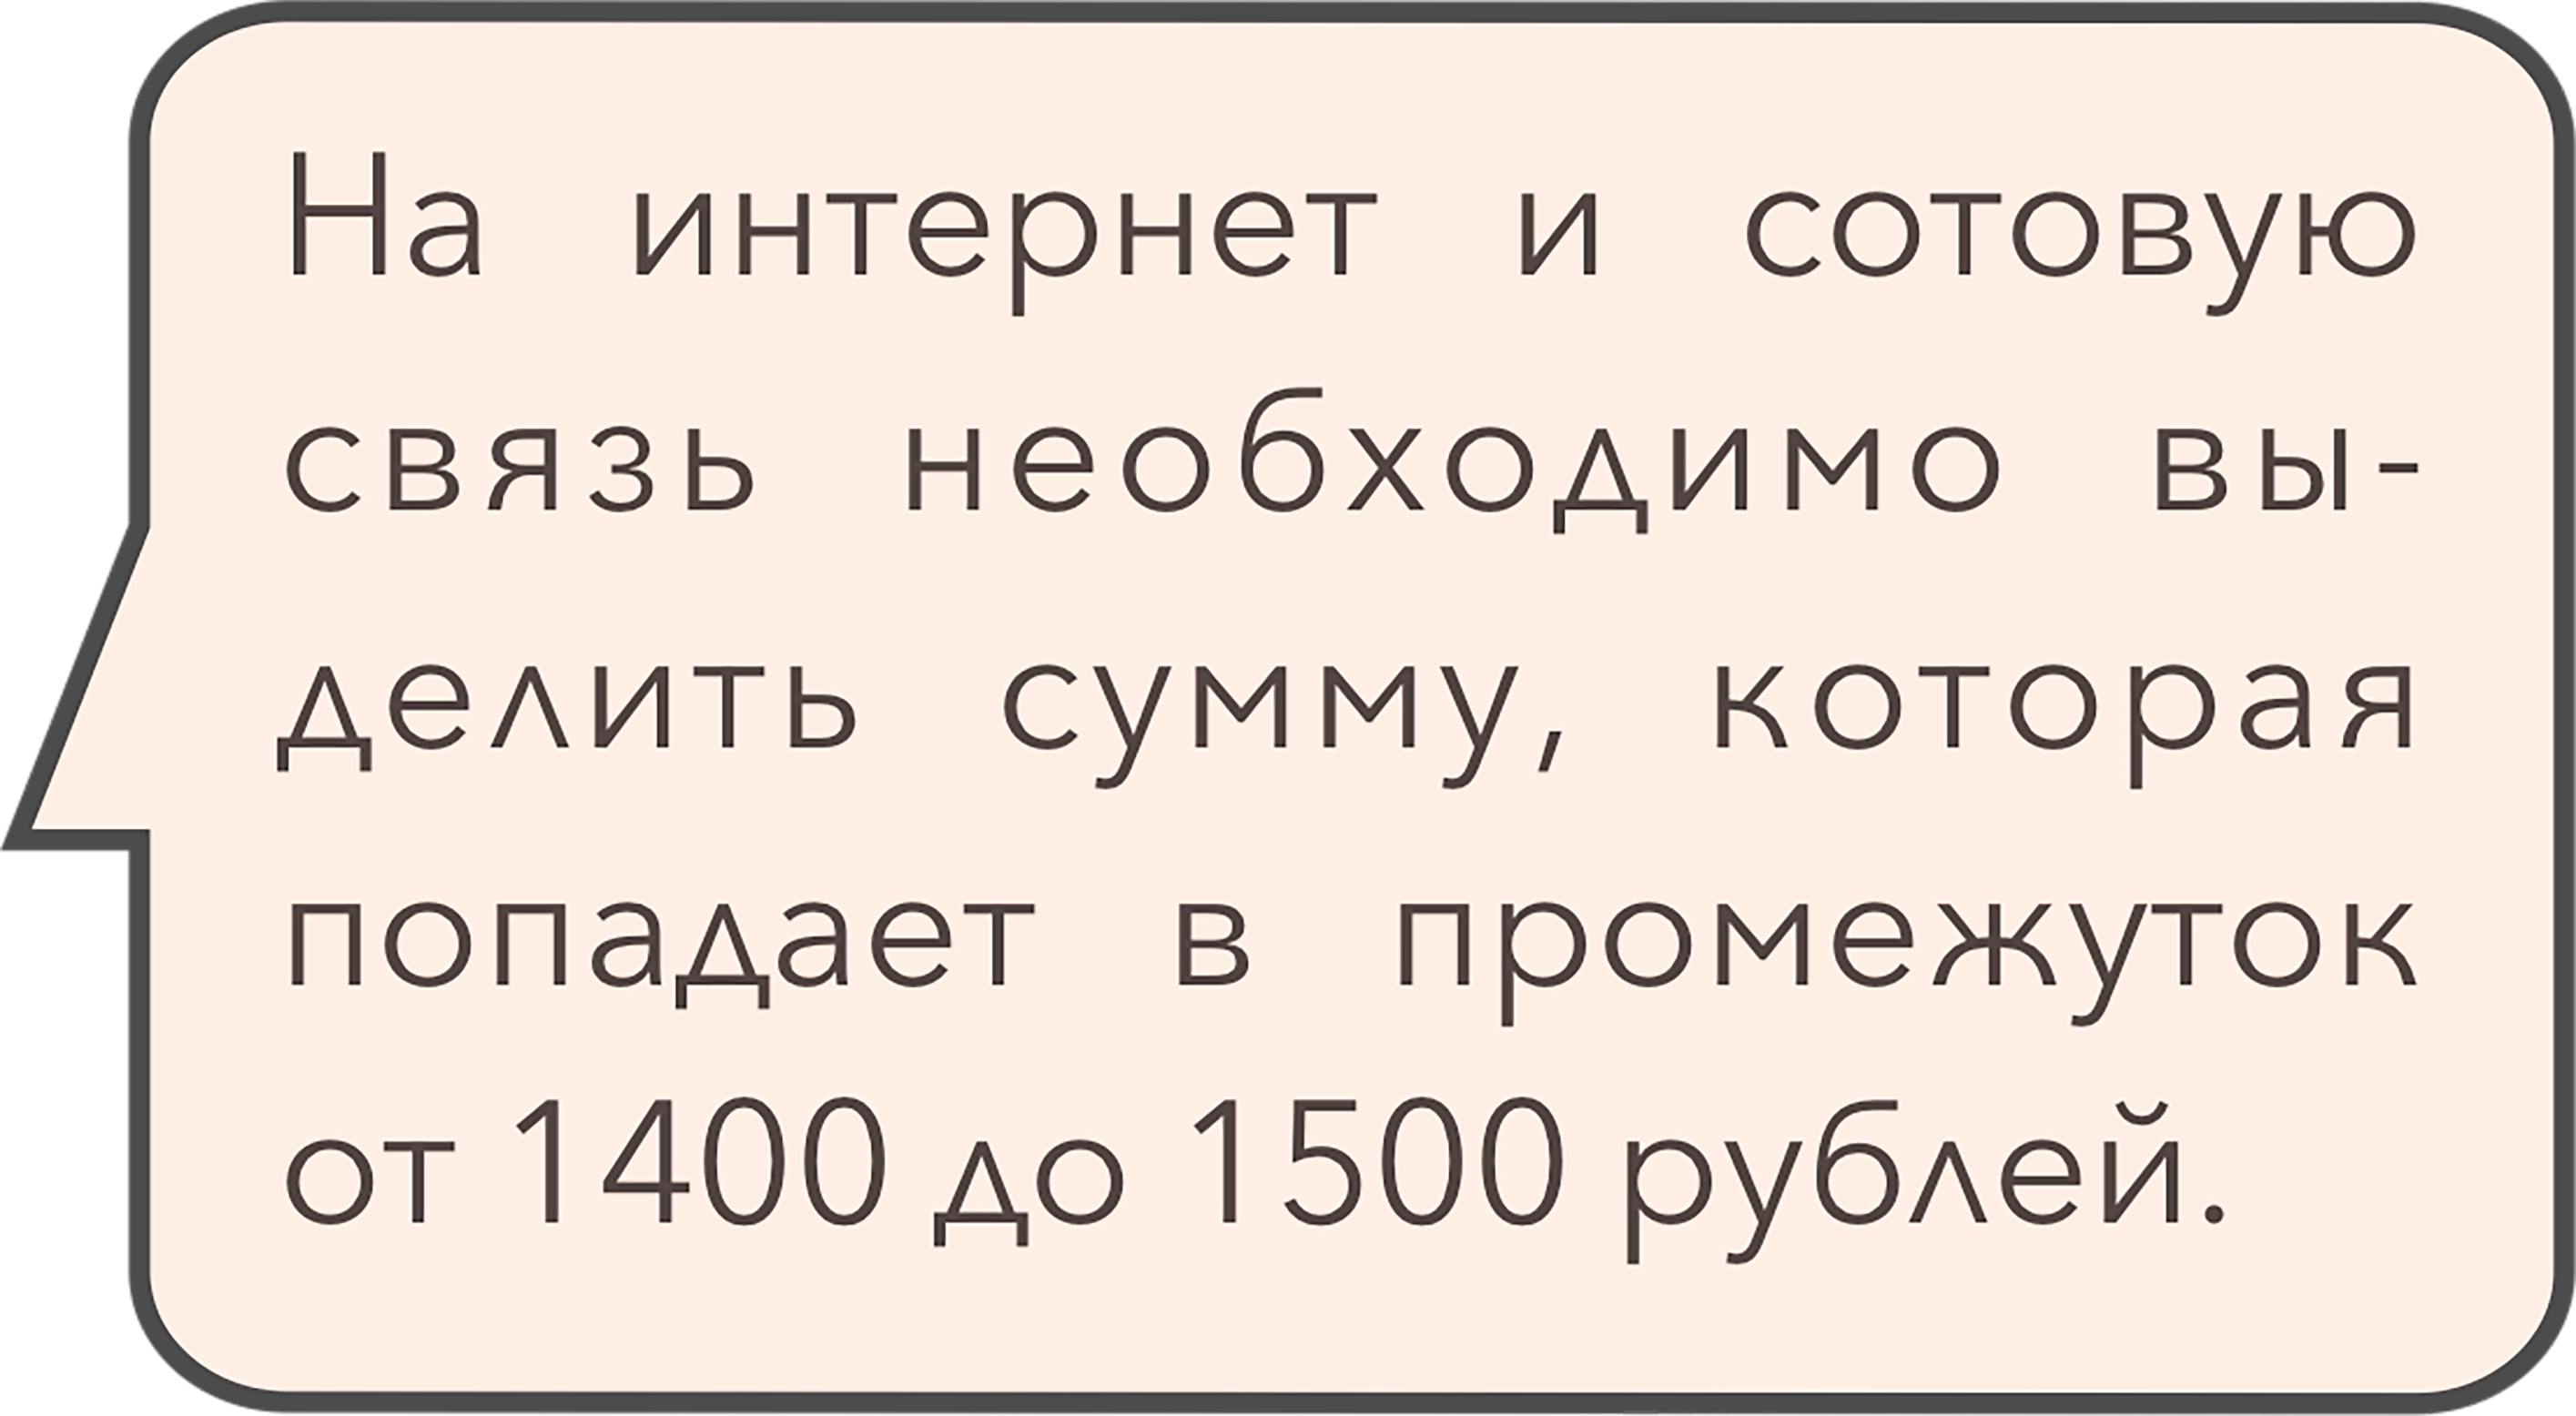 На интернет и сотовую
связь необходимо вы-
делить сумму, которая
попадает в промежуток
от 1400 до 1500 рублей.